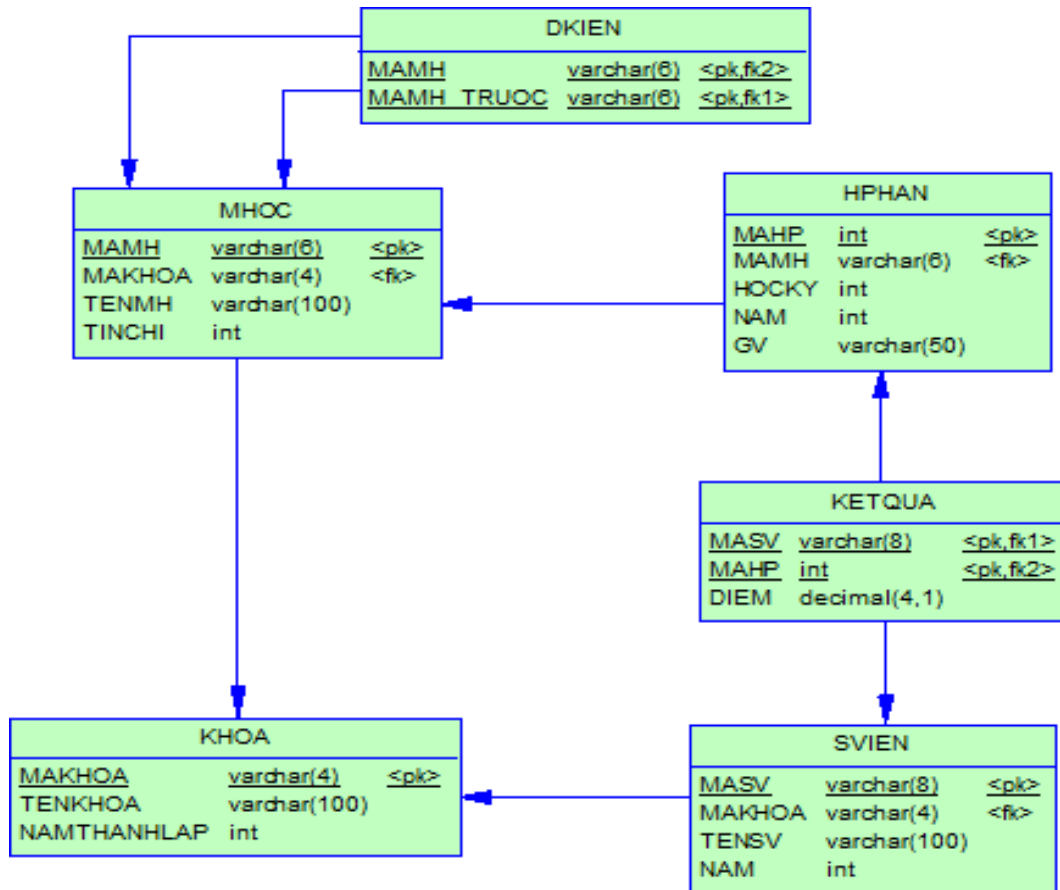 DKIEN
MAMH varchar(6) <pk,fk2>
MAMH_TRUOC varchar(6) <pk,fk1>
MHOC
MAMH varchar(6) <pk>
MAKHOA varchar(4) <fk>
TENMH varchar(100)
TINCHI int
HPHAN
MAHP int <pk>
MAMH varchar(6) <fk>
HOCKY int
NAM int
GV varchar(50)
KETQUA
MASV varchar(8) <pk,fk1>
MAHP int <pk,fk2>
DIEM decimal(4,1)
KHOA
MAKHOA varchar(4) <pk>
TENKHOA varchar(100)
NAMTHANHLAP int
SVIEN
MASV varchar(8) <pk>
MAKHOA varchar(4) <fk>
TENSV varchar(100)
NAM int